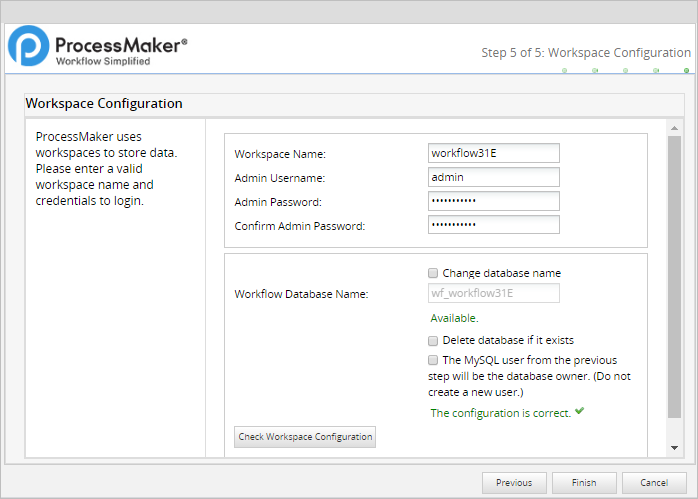 ProcessMaker®
Workflow Simplified
Step 5 of 5: Workspace Configuration
Workspace Configuration
ProcessMaker uses
workspaces to store data.
Please enter a valid
workspace name and
credentials to login.
Workspace Name: workflow31E
Admin Username: admin
Admin Password: •••••••••••
Confirm Admin Password: •••••••••••
Change database name
Workflow Database Name: wf_workflow31E
Available.
Delete database if it exists
The MySQL user from the previous
step will be the database owner. (Do not
create a new user.)
The configuration is correct.
Check Workspace Configuration
Previous Finish Cancel